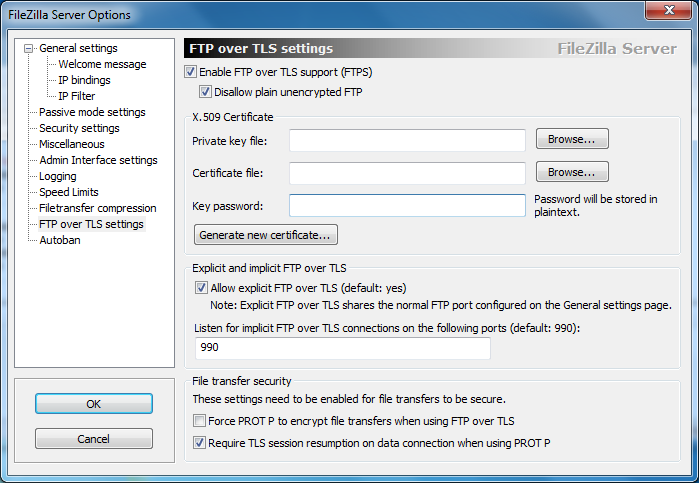 FileZilla Server Options
General settings
Welcome message
IP bindings
IP Filter
Passive mode settings
Security settings
Miscellaneous
Admin Interface settings
Logging
Speed Limits
Filetransfer compression
FTP over TLS settings
Autoban
OK
Cancel
FTP over TLS settings
FileZilla Server
Enable FTP over TLS support (FTPS)
Disallow plain unencrypted FTP
X.509 Certificate
Private key file:
Browse...
Certificate file:
Browse...
Key password:
Password will be stored in
plaintext.
Generate new certificate...
Explicit and implicit FTP over TLS
Allow explicit FTP over TLS (default: yes)
Note: Explicit FTP over TLS shares the normal FTP port configured on the General settings page.
Listen for implicit FTP over TLS connections on the following ports (default: 990):
990
File transfer security
These settings need to be enabled for file transfers to be secure.
Force PROT P to encrypt file transfers when using FTP over TLS
Require TLS session resumption on data connection when using PROT P